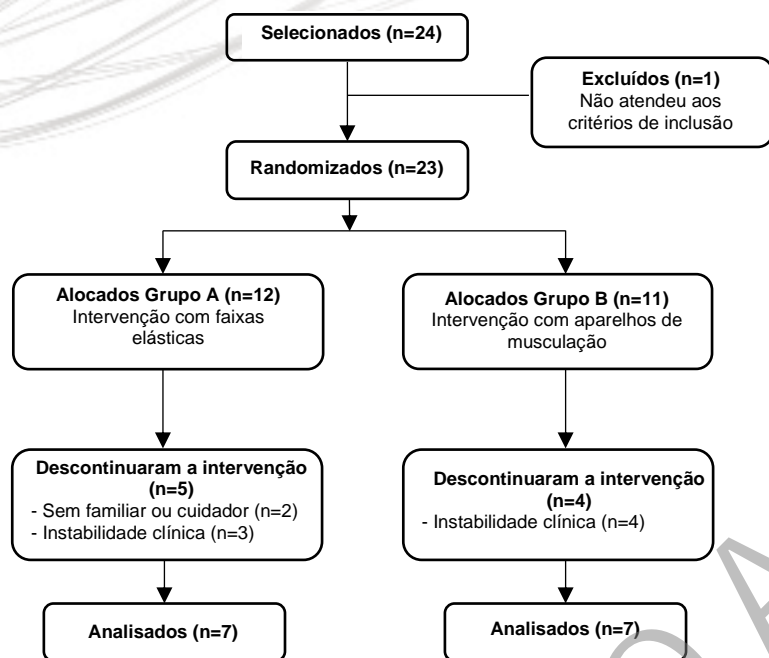 Selecionados (n=24)
Excluídos (n=1)
Não atendeu aos
critérios de inclusão
Randomizados (n=23)
Alocados Grupo A (n=12)
Intervenção com faixas
elásticas
Alocados Grupo B (n=11)
Intervenção com aparelhos de
musculação
Descontinuaram a intervenção
(n=5)
- Sem familiar ou cuidador (n=2)
- Instabilidade clínica (n=3)
Descontinuaram a intervenção
(n=4)
- Instabilidade clínica (n=4)
Analisados (n=7)
Analisados (n=7)